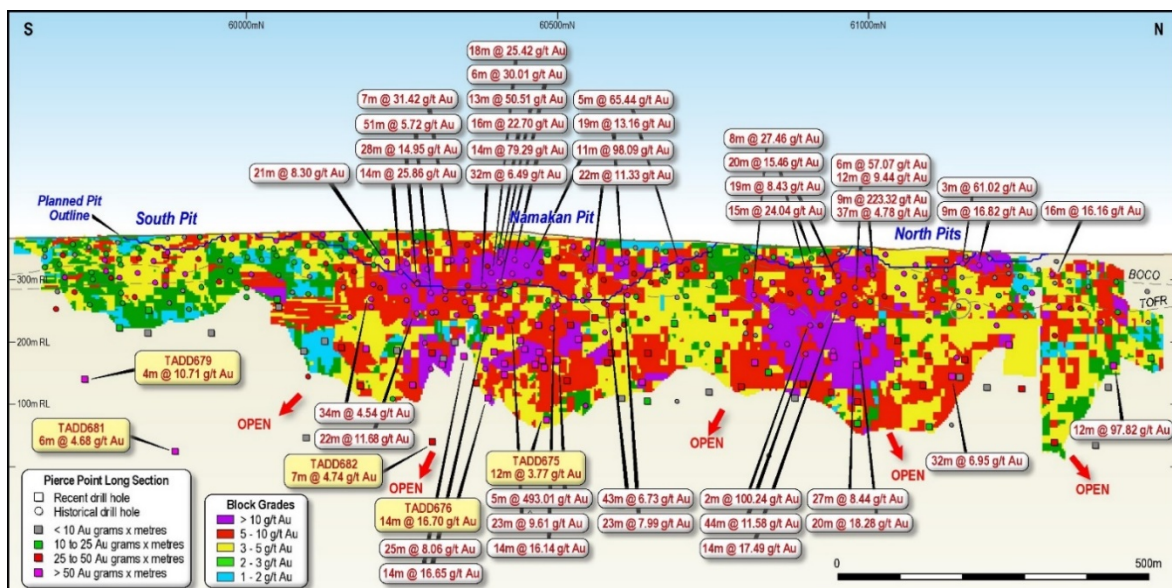 S
60000mN
60500mN
61000mN
N
18m @ 25.42 g/t Au
6m @ 30.01 g/t Au
7m @ 31.42 g/t Au
13m @ 50.51 g/t Au
5m @ 65.44 g/t Au
51m @ 5.72 g/t Au
16m @ 22.70 g/t Au
19m @ 13.16 g/t Au
28m @ 14.95 g/t Au
14m @ 79.29 g/t Au
11m @ 98.09 g/t Au
21m @ 8.30 g/t Au
14m @ 25.86 g/t Au
32m @ 6.49 g/t Au
22m @ 11.33 g/t Au
8m @ 27.46 g/t Au
20m @ 15.46 g/t Au
19m @ 8.43 g/t Au
15m @ 24.04 g/t Au
6m @ 57.07 g/t Au
12m @ 9.44 g/t Au
9m @ 223.32 g/t Au
37m @ 4.78 g/t Au
3m @ 61.02 g/t Au
9m @ 16.82 g/t Au
16m @ 16.16 g/t Au
Planned Pit
Outline
South Pit
Namakan Pit
North Pits
300m RL
BOCO
TOFR
200m RL
100m RL
TADD679
4m @ 10.71 g/t Au
TADD681
6m @ 4.68 g/t Au
OPEN
34m @ 4.54 g/t Au
22m @ 11.68 g/t Au
TADD682
7m @ 4.74 g/t Au
OPEN
TADD676
14m @ 16.70 g/t Au
25m @ 8.06 g/t Au
14m @ 16.65 g/t Au
TADD675
12m @ 3.77 g/t Au
5m @ 493.01 g/t Au
23m @ 9.61 g/t Au
14m @ 16.14 g/t Au
43m @ 6.73 g/t Au
23m @ 7.99 g/t Au
OPEN
2m @ 100.24 g/t Au
44m @ 11.58 g/t Au
14m @ 17.49 g/t Au
27m @ 8.44 g/t Au
20m @ 18.28 g/t Au
OPEN
32m @ 6.95 g/t Au
12m @ 97.82 g/t Au
OPEN
Pierce Point Long Section
Recent drill hole
Historical drill hole
< 10 Au grams x metres
10 to 25 Au grams x metres
25 to 50 Au grams x metres
> 50 Au grams x metres
Block Grades
> 10 g/t Au
5 - 10 g/t Au
3 - 5 g/t Au
2 - 3 g/t Au
1 - 2 g/t Au
0
500m